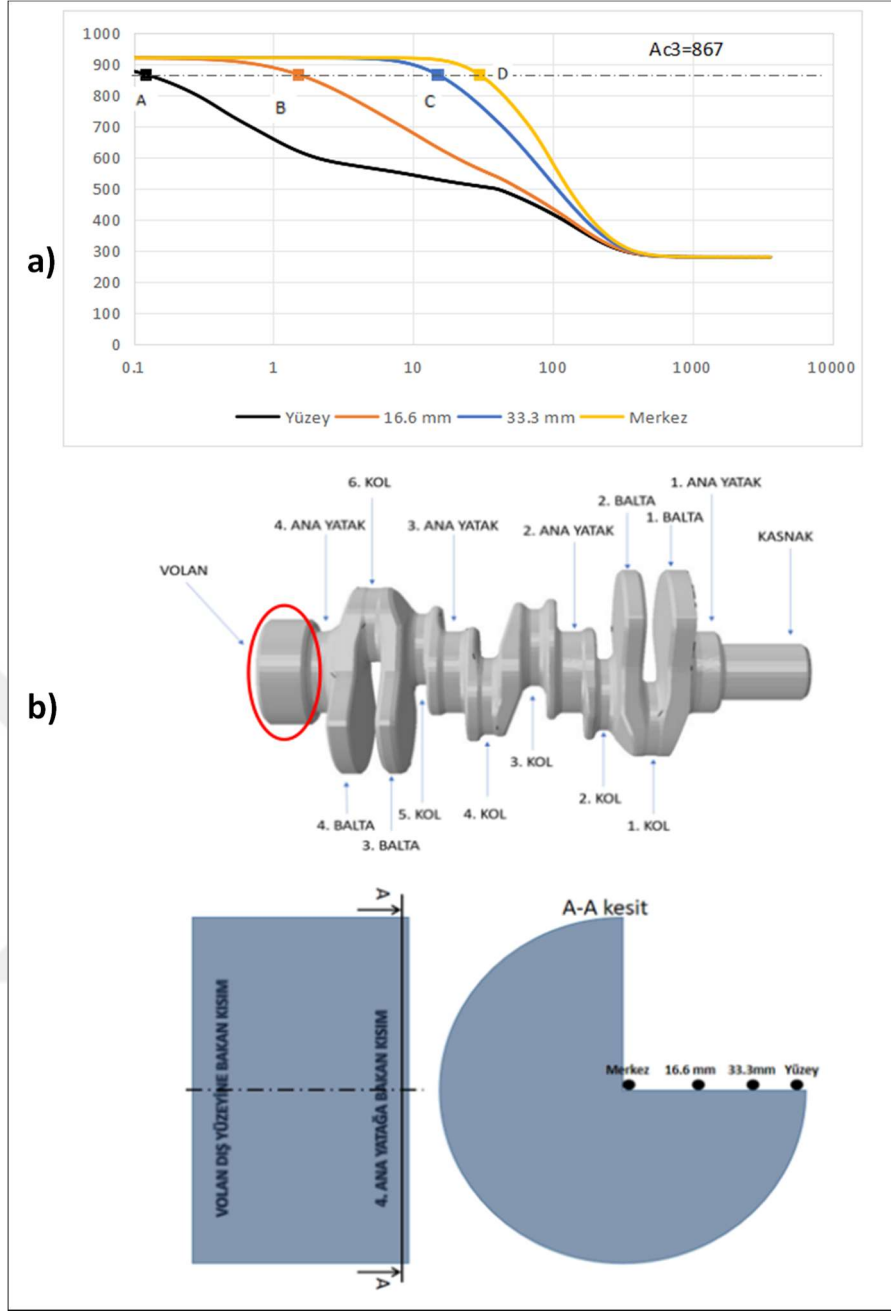 a)
1000
900
800
700
600
500
400
300
200
100
0
Ac3=867
A
B
C
D
0.1
1
10
100
1000
10000
Yüzey
16.6 mm
33.3 mm
Merkez
b)
6. KOL
4. ANA YATAK
3. ANA YATAK
2. ANA YATAK
2. BALTA
1. ANA YATAK
1. BALTA
KASNAK
VOLAN
4. BALTA
3. BALTA
5. KOL
4. KOL
3. KOL
2. KOL
1. KOL
A
VOLAN DIŞ YÜZEYİNE BAKAN KISIM
4. ANA YATAĞA BAKAN KISIM
A
A-A kesit
Merkez
16.6 mm
33.3mm
Yüzey